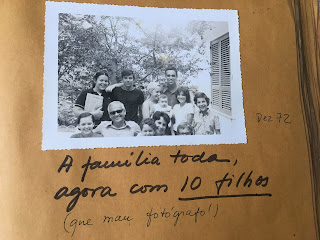 Dez 72
A família toda,
agora com 10 filhos
(que mau fotógrafo!)